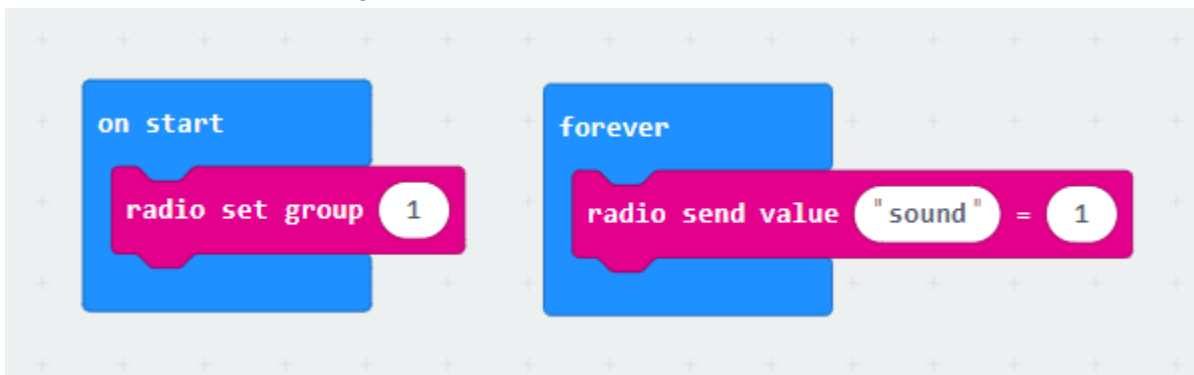 on start
radio set group 1
forever
radio send value "sound" = 1